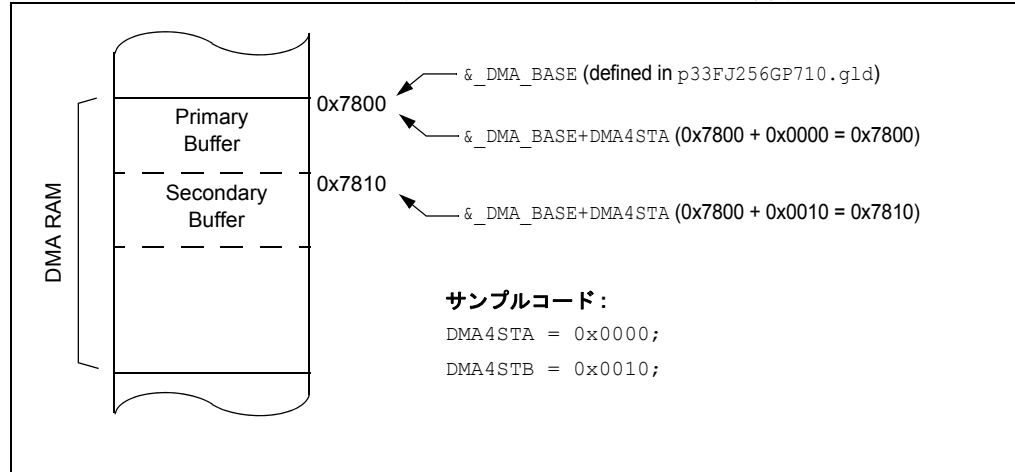 &_DMA_BASE (defined in p33FJ256GP710.gld)
0x7800
Primary
Buffer
&_DMA_BASE+DMA4STA (0x7800 + 0x0000 = 0x7800)
0x7810
Secondary
Buffer
&_DMA_BASE+DMA4STA (0x7800 + 0x0010 = 0x7810)
DMA RAM
サンプルコード :
DMA4STA = 0x0000;
DMA4STB = 0x0010;